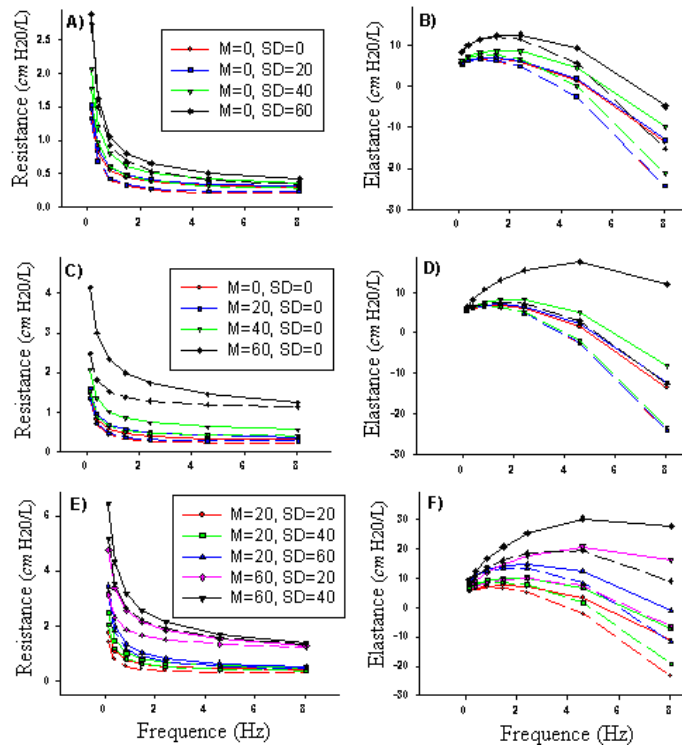 A)
Resistance (cm H20/L)
2.5
2.0
1.5
1.0
0.5
0.0
M=0, SD=0
M=0, SD=20
M=0, SD=40
M=0, SD=60
0 2 4 6 8
B)
Elastance (cm H20/L)
10
0
-10
-20
-30
0 2 4 6 8
C)
Resistance (cm H20/L)
4
3
2
1
0
M=0, SD=0
M=20, SD=0
M=40, SD=0
M=60, SD=0
0 2 4 6 8
D)
Elastance (cm H20/L)
10
0
-10
-20
-30
0 2 4 6 8
E)
Resistance (cm H20/L)
6
4
2
0
M=20, SD=20
M=20, SD=40
M=20, SD=60
M=60, SD=20
M=60, SD=40
0 2 4 6 8
Frequence (Hz)
F)
Elastance (cm H20/L)
30
20
10
0
-10
-20
-30
0 2 4 6 8
Frequence (Hz)